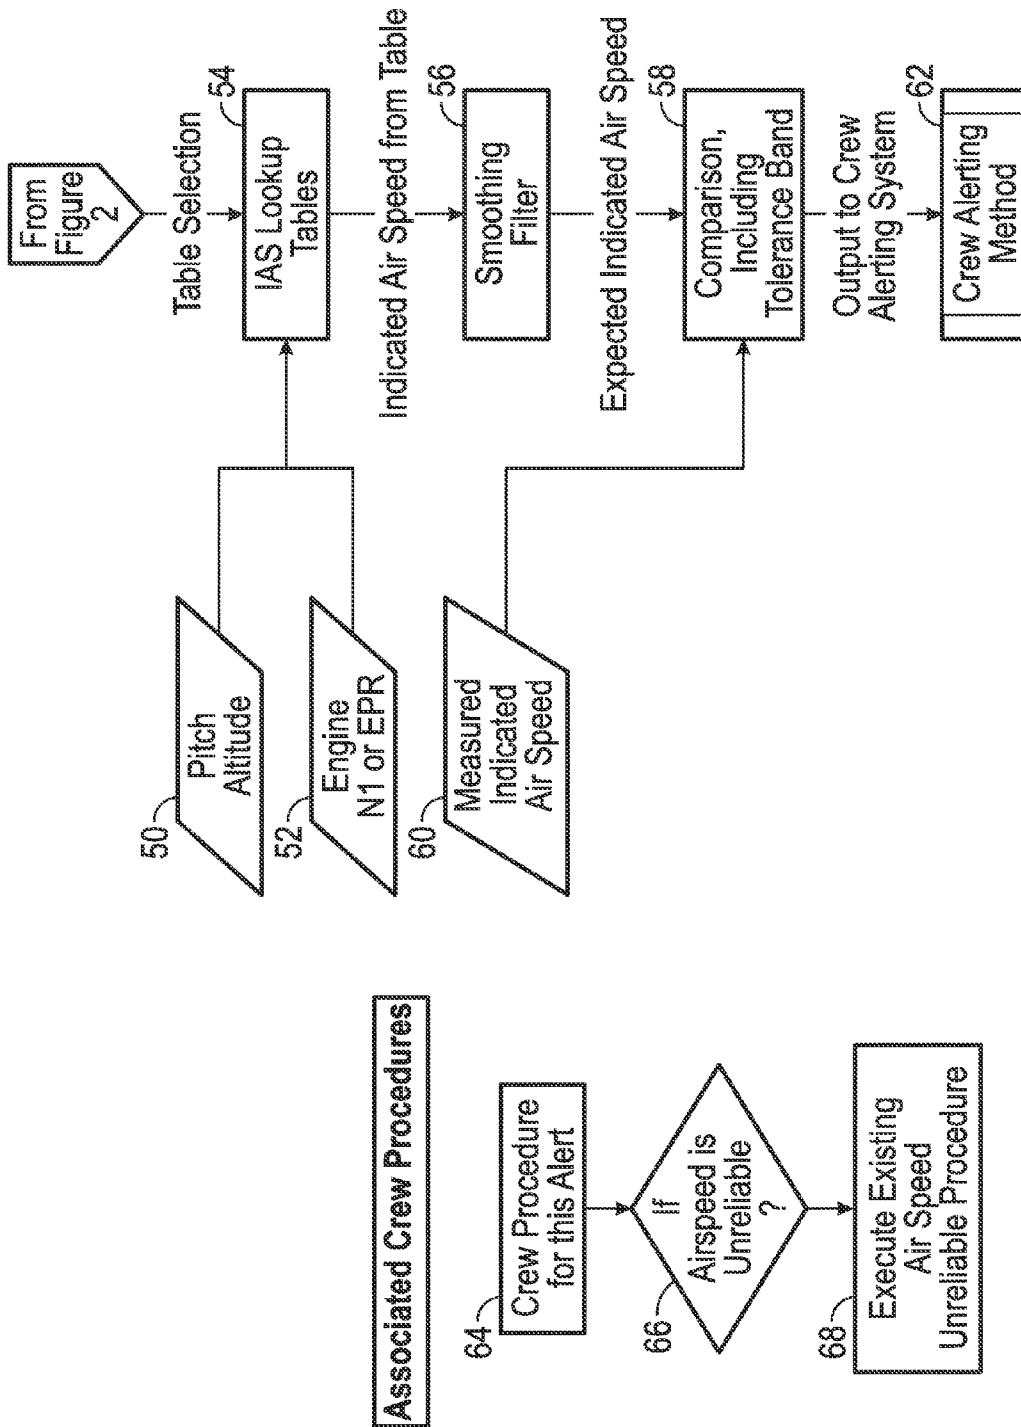 From
Figure
2
Table Selection
50
Pitch
Altitude
54
IAS Lookup
Tables
52
Engine
N1 or EPR
Indicated Air Speed from Table
60
Measured
Indicated
Air Speed
56
Smoothing
Filter
Expected Indicated Air Speed
58
Comparison,
Including
Tolerance Band
Output to Crew
Alerting System
62
Crew Alerting
Method
Associated Crew Procedures
64
Crew Procedure
for this Alert
66
If
Airspeed is
Unreliable
?
68
Execute Existing
Air Speed
Unreliable Procedure